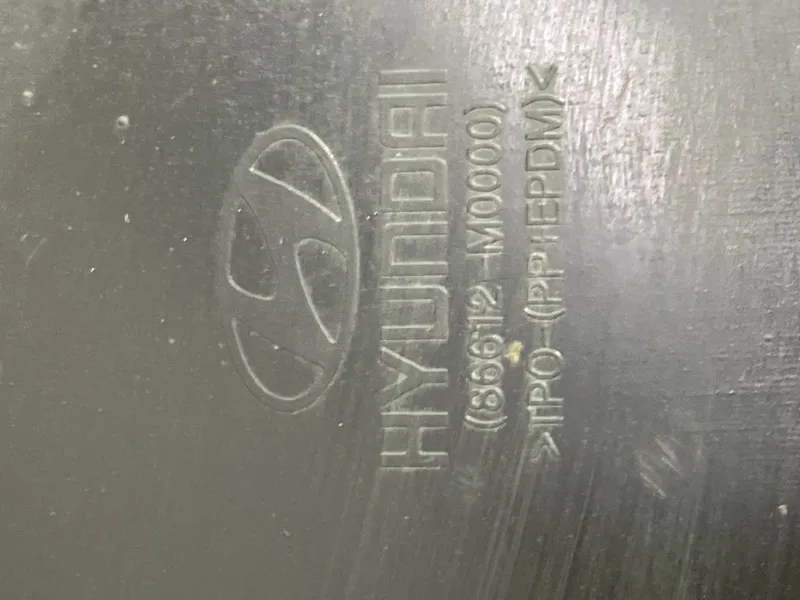 HYUNDAI
(86612-M0000)
>TPO-(PP+EPDM)<